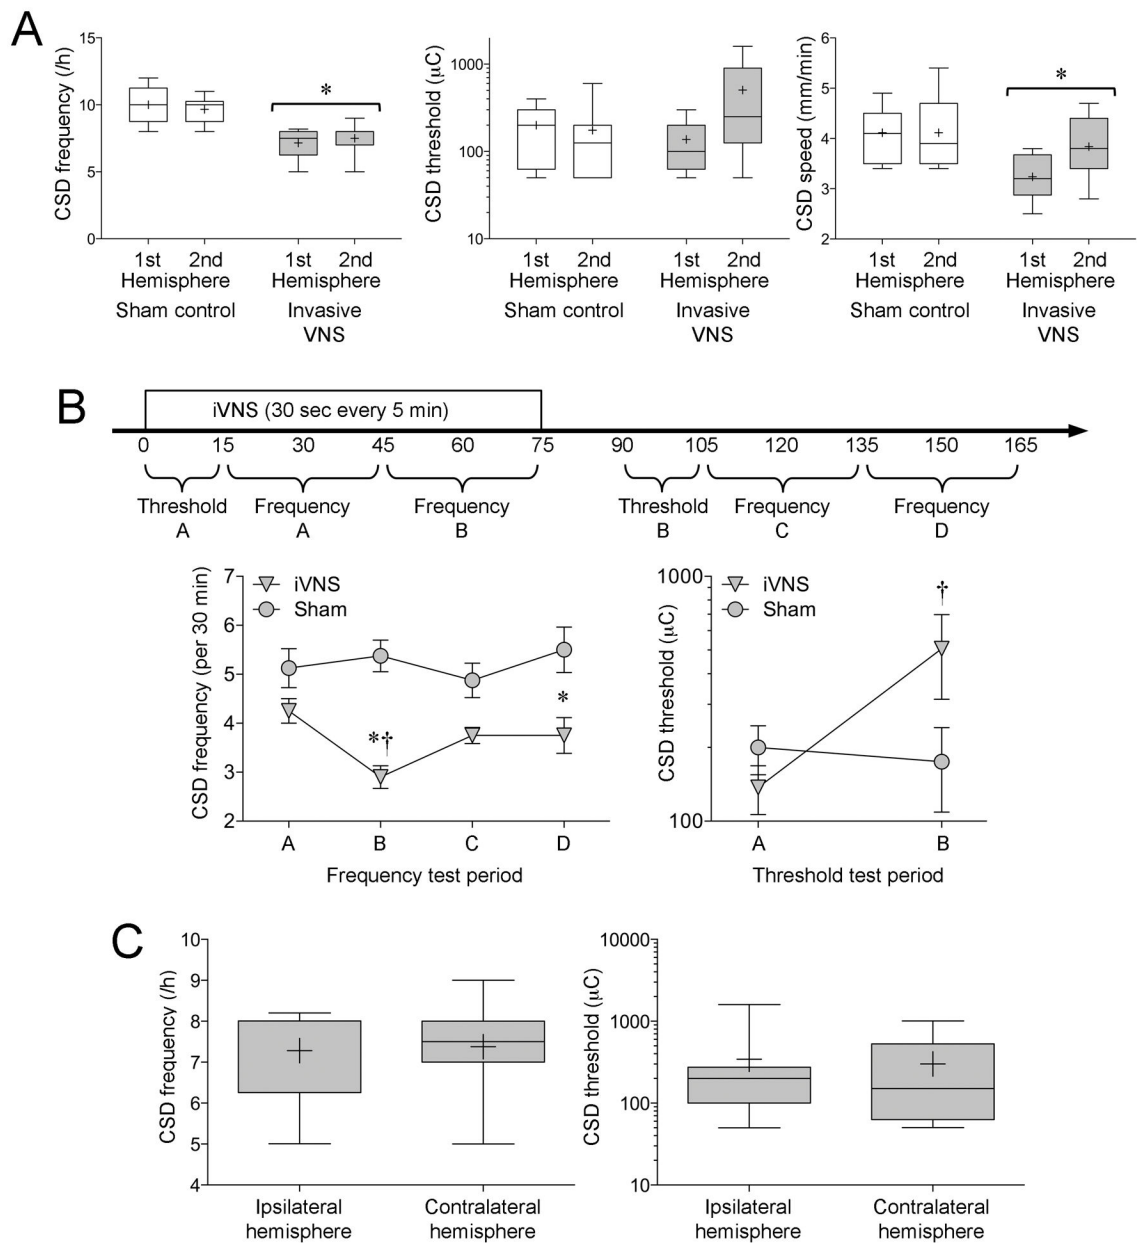 A
CSD frequency (/h)
15
10
5
0
*
1st 2nd 1st 2nd
Hemisphere Hemisphere
Sham control Invasive
VNS
CSD threshold (µC)
1000
100
10
1st 2nd 1st 2nd
Hemisphere Hemisphere
Sham control Invasive
VNS
CSD speed (mm/min)
6
5
4
3
2
*
1st 2nd 1st 2nd
Hemisphere Hemisphere
Sham control Invasive
VNS
B
iVNS (30 sec every 5 min)
0 15 30 45 60 75 90 105 120 135 150 165
Threshold Frequency Frequency Threshold Frequency Frequency
A A B B C D
CSD frequency (per 30 min)
7
6
5
4
3
2
iVNS
Sham
*†
*
A B C D
Frequency test period
CSD threshold (µC)
1000
100
iVNS
Sham
†
A B
Threshold test period
C
CSD frequency (/h)
10
9
8
7
6
5
4
Ipsilateral Contralateral
hemisphere hemisphere
CSD threshold (µC)
10000
1000
100
10
Ipsilateral Contralateral
hemisphere hemisphere